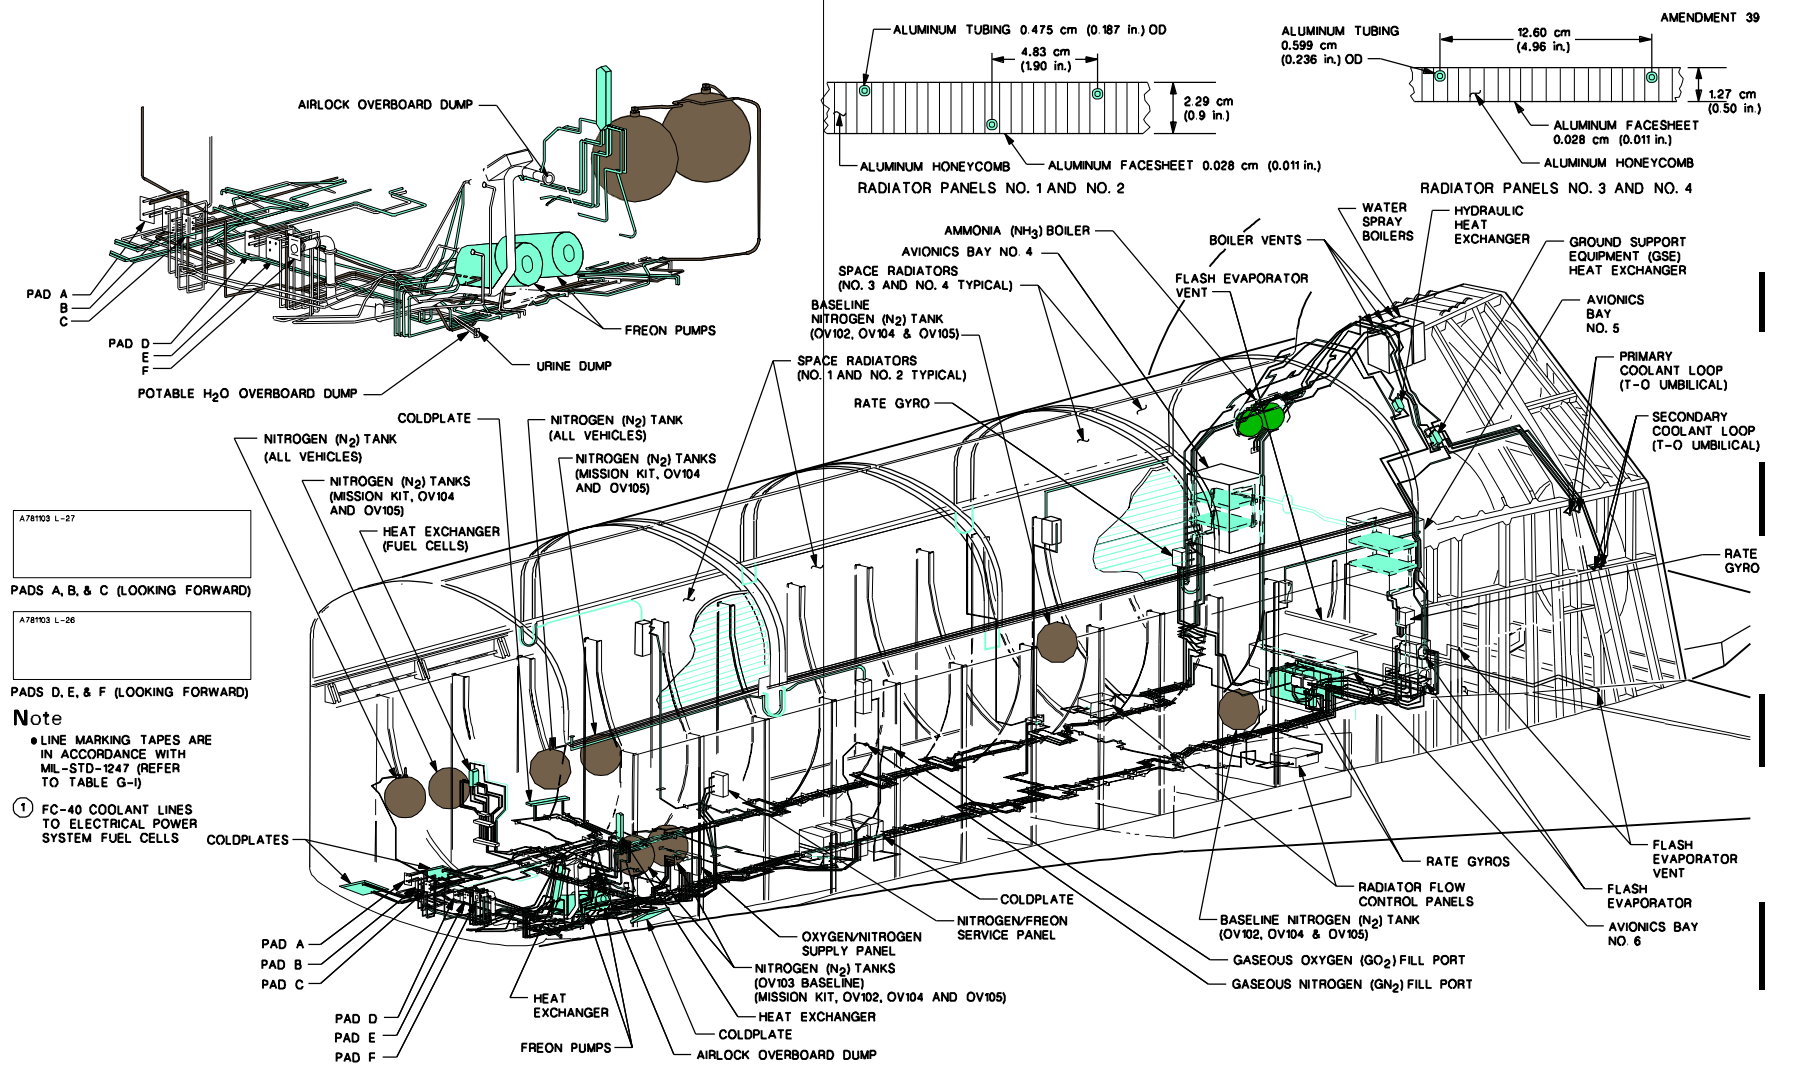 AMENDMENT 39
ALUMINUM TUBING 0.475 cm (0.187 in.) OD
4.83 cm
(1.90 in.)
2.29 cm
(0.9 in.)
ALUMINUM HONEYCOMB
ALUMINUM FACESHEET 0.028 cm (0.011 in.)
RADIATOR PANELS NO. 1 AND NO. 2
ALUMINUM TUBING
0.599 cm
(0.236 in.) OD
12.60 cm
(4.96 in.)
1.27 cm
(0.50 in.)
ALUMINUM FACESHEET
0.028 cm (0.011 in.)
ALUMINUM HONEYCOMB
RADIATOR PANELS NO. 3 AND NO. 4
AIRLOCK OVERBOARD DUMP
PAD A
B
C
PAD D
E
F
FREON PUMPS
URINE DUMP
POTABLE H2O OVERBOARD DUMP
AMMONIA (NH3) BOILER
AVIONICS BAY NO. 4
SPACE RADIATORS
(NO. 3 AND NO. 4 TYPICAL)
BASELINE
NITROGEN (N2) TANK
(OV102, OV104 & OV105)
SPACE RADIATORS
(NO. 1 AND NO. 2 TYPICAL)
RATE GYRO
BOILER VENTS
FLASH EVAPORATOR
VENT
WATER
SPRAY
BOILERS
HYDRAULIC
HEAT
EXCHANGER
GROUND SUPPORT
EQUIPMENT (GSE)
HEAT EXCHANGER
AVIONICS
BAY
NO. 5
PRIMARY
COOLANT LOOP
(T-O UMBILICAL)
SECONDARY
COOLANT LOOP
(T-O UMBILICAL)
RATE
GYRO
COLDPLATE
NITROGEN (N2) TANK
(ALL VEHICLES)
NITROGEN (N2) TANK
(ALL VEHICLES)
NITROGEN (N2) TANKS
(MISSION KIT, OV104
AND OV105)
NITROGEN (N2) TANKS
(MISSION KIT, OV104
AND OV105)
HEAT EXCHANGER
(FUEL CELLS)
A781103 L-27
PADS A, B, & C (LOOKING FORWARD)
A781103 L-26
PADS D, E, & F (LOOKING FORWARD)
Note
● LINE MARKING TAPES ARE
IN ACCORDANCE WITH
MIL-STD-1247 (REFER
TO TABLE G-I)
1 FC-40 COOLANT LINES
TO ELECTRICAL POWER
SYSTEM FUEL CELLS
COLDPLATES
PAD A
PAD B
PAD C
PAD D
PAD E
PAD F
HEAT
EXCHANGER
FREON PUMPS
AIRLOCK OVERBOARD DUMP
COLDPLATE
HEAT EXCHANGER
NITROGEN (N2) TANKS
(OV103 BASELINE)
(MISSION KIT, OV102, OV104 AND OV105)
OXYGEN/NITROGEN
SUPPLY PANEL
NITROGEN/FREON
SERVICE PANEL
COLDPLATE
GASEOUS OXYGEN (GO2) FILL PORT
GASEOUS NITROGEN (GN2) FILL PORT
BASELINE NITROGEN (N2) TANK
(OV102, OV104 & OV105)
RADIATOR FLOW
CONTROL PANELS
RATE GYROS
FLASH
EVAPORATOR
VENT
FLASH
EVAPORATOR
AVIONICS BAY
NO. 6